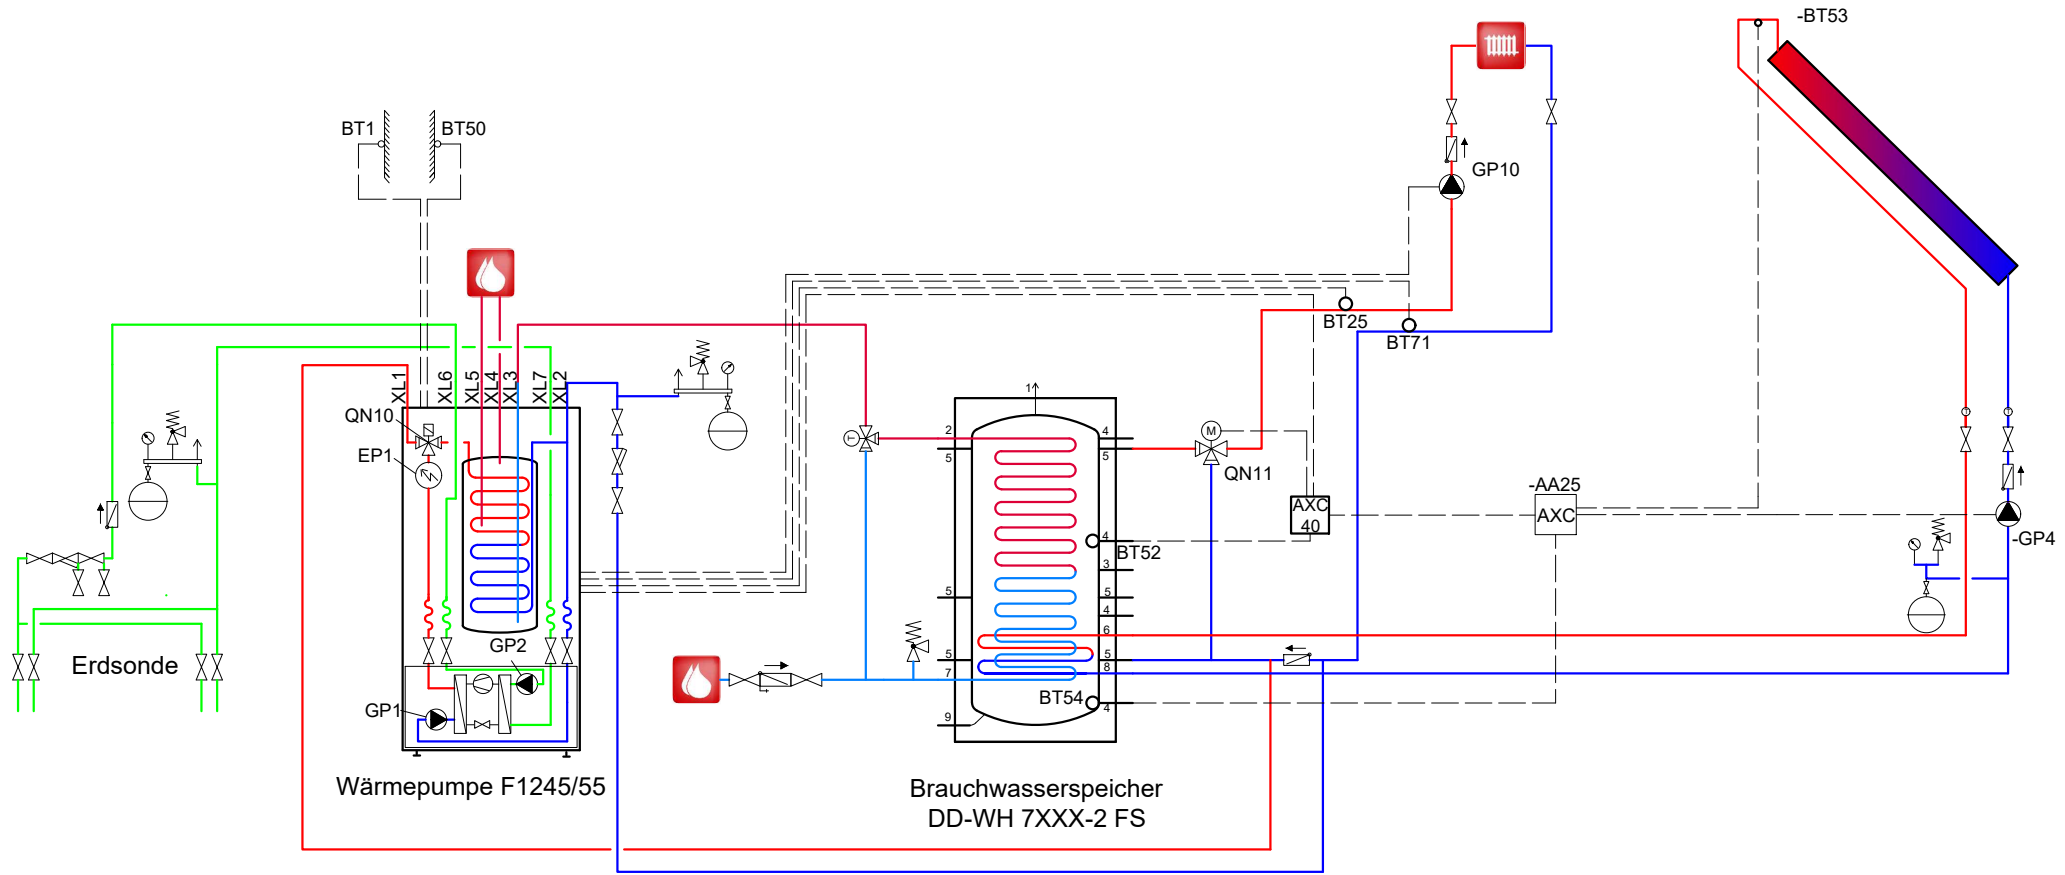 -BT53
BT1
BT50
GP10
BT25
BT71
XL1
XL6
XL5
XL4
XL3
XL7
XL2
QN10
EP1
1
2
4
5
5
M
T
QN11
-AA25
AXC
40
AXC
-GP4
4
BT52
3
5
5
4
6
5
5
8
7
Erdsonde
GP2
GP1
BT54
4
9
Wärmepumpe F1245/55
Brauchwasserspeicher
DD-WH 7XXX-2 FS